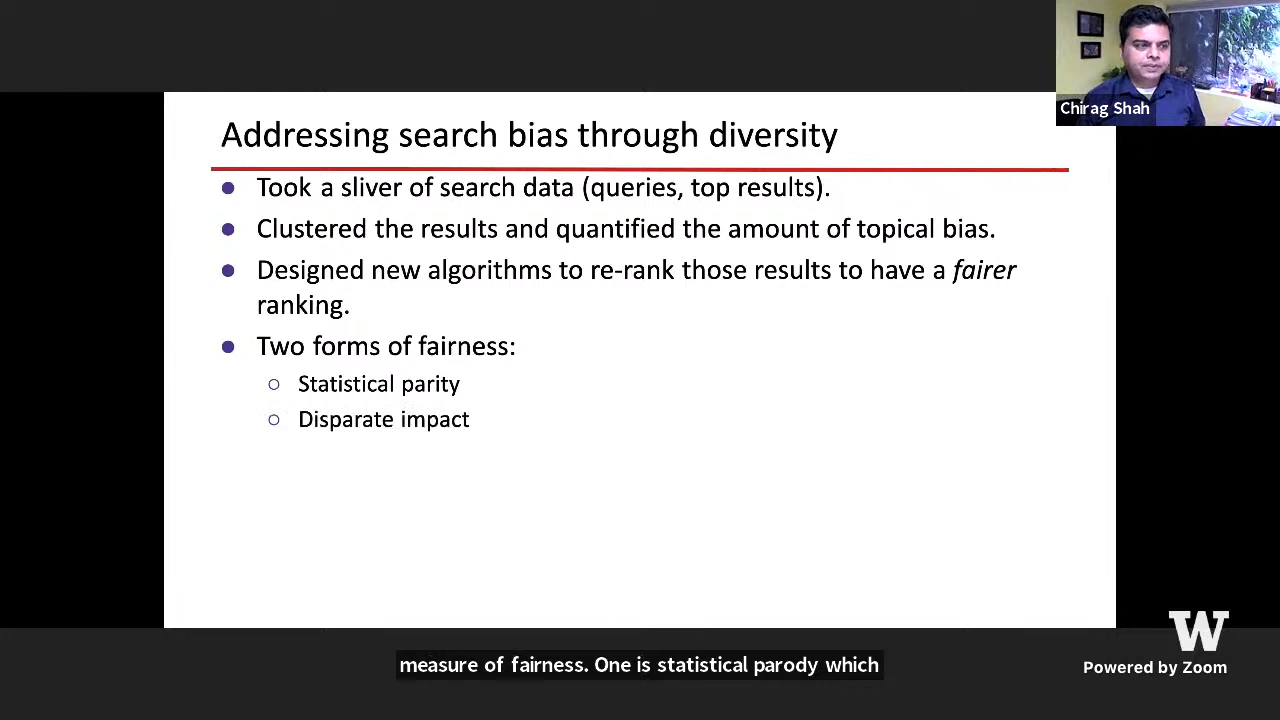 Chirag Shah
Addressing search bias through diversity
Took a sliver of search data (queries, top results).
Clustered the results and quantified the amount of topical bias.
Designed new algorithms to re-rank those results to have a fairer
ranking.
Two forms of fairness:
Statistical parity
Disparate impact
W
Powered by Zoom
measure of fairness. One is statistical parody which